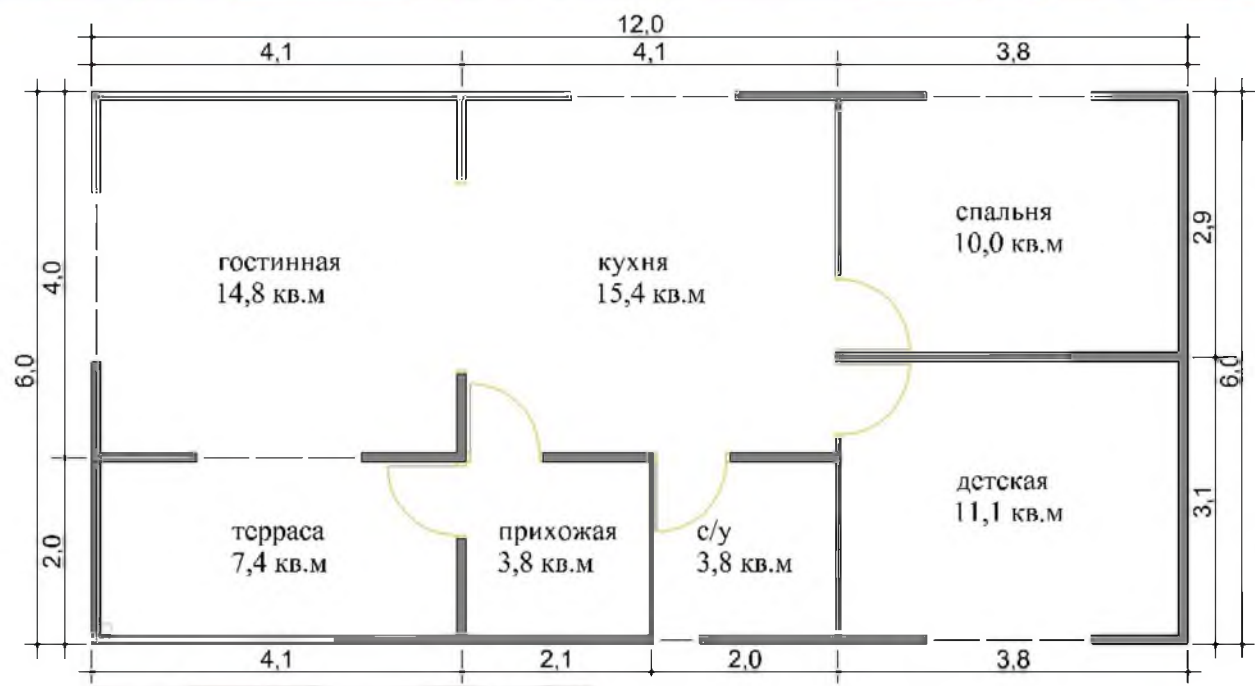 12,0
4,1
4,1
3,8
гостинная
14,8 кв.м
кухня
15,4 кв.м
спальня
10,0 кв.м
2,9
4,0
6,0
6,0
детская
11,1 кв.м
3,1
терраса
7,4 кв.м
прихожая
3,8 кв.м
с/у
3,8 кв.м
2,0
4,1
2,1
2,0
3,8